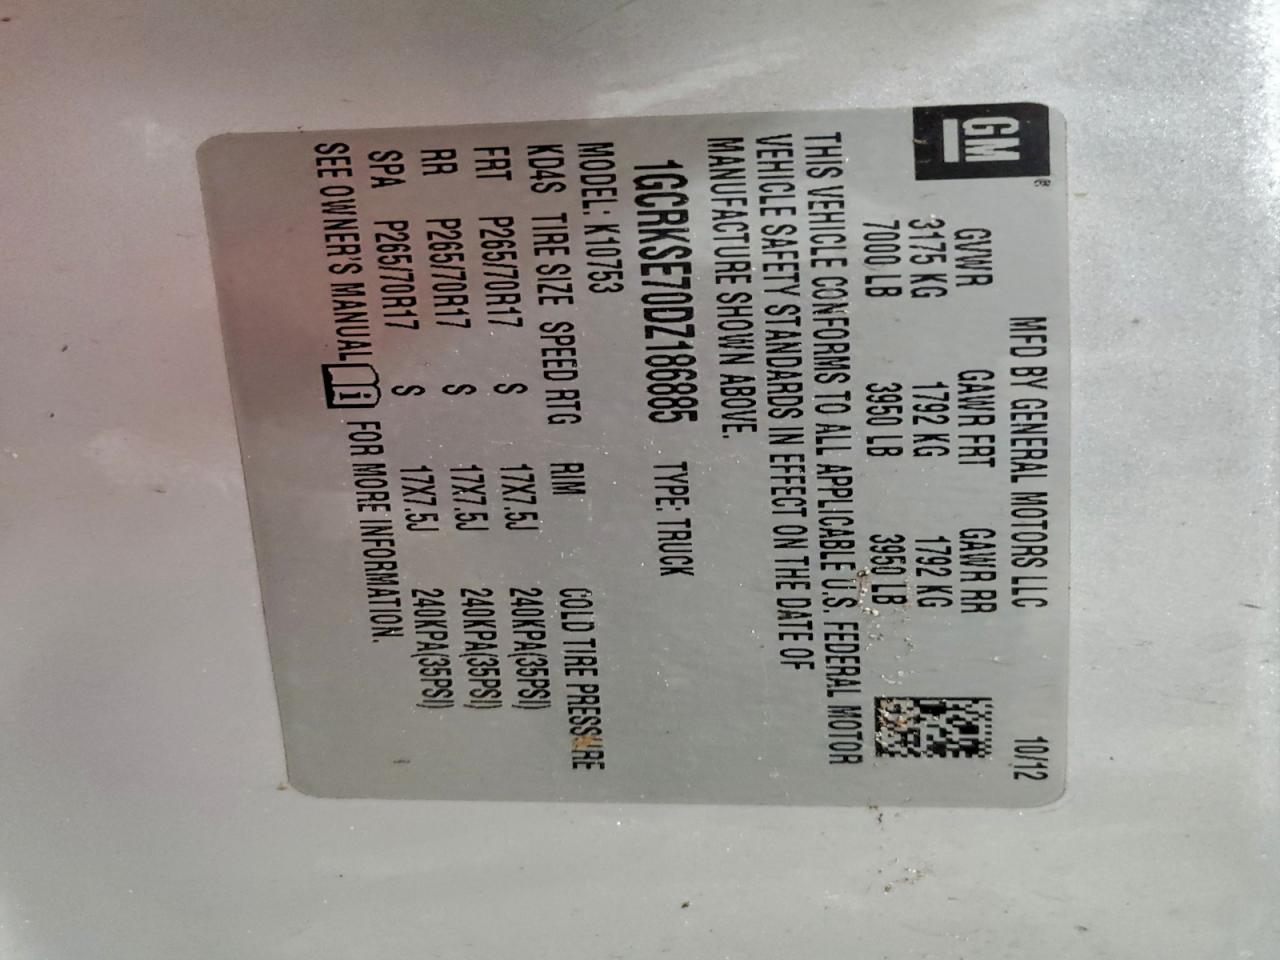 GM
MFD BY GENERAL MOTORS LLC 10/12
GVWR GAWR FRT GAWR RR
3175 KG 1792 KG 1792 KG
7000 LB 3950 LB 3950 LB
THIS VEHICLE CONFORMS TO ALL APPLICABLE U.S. FEDERAL MOTOR
VEHICLE SAFETY STANDARDS IN EFFECT ON THE DATE OF
MANUFACTURE SHOWN ABOVE.
1GCRKSE70DZ186885 TYPE: TRUCK
MODEL: K10753
KD4S TIRE SIZE SPEED RTG RIM COLD TIRE PRESSURE
FRT P265/70R17 S 17X7.5J 240KPA(35PSI)
RR P265/70R17 S 17X7.5J 240KPA(35PSI)
SPA P265/70R17 S 17X7.5J 240KPA(35PSI)
SEE OWNER'S MANUAL i FOR MORE INFORMATION.